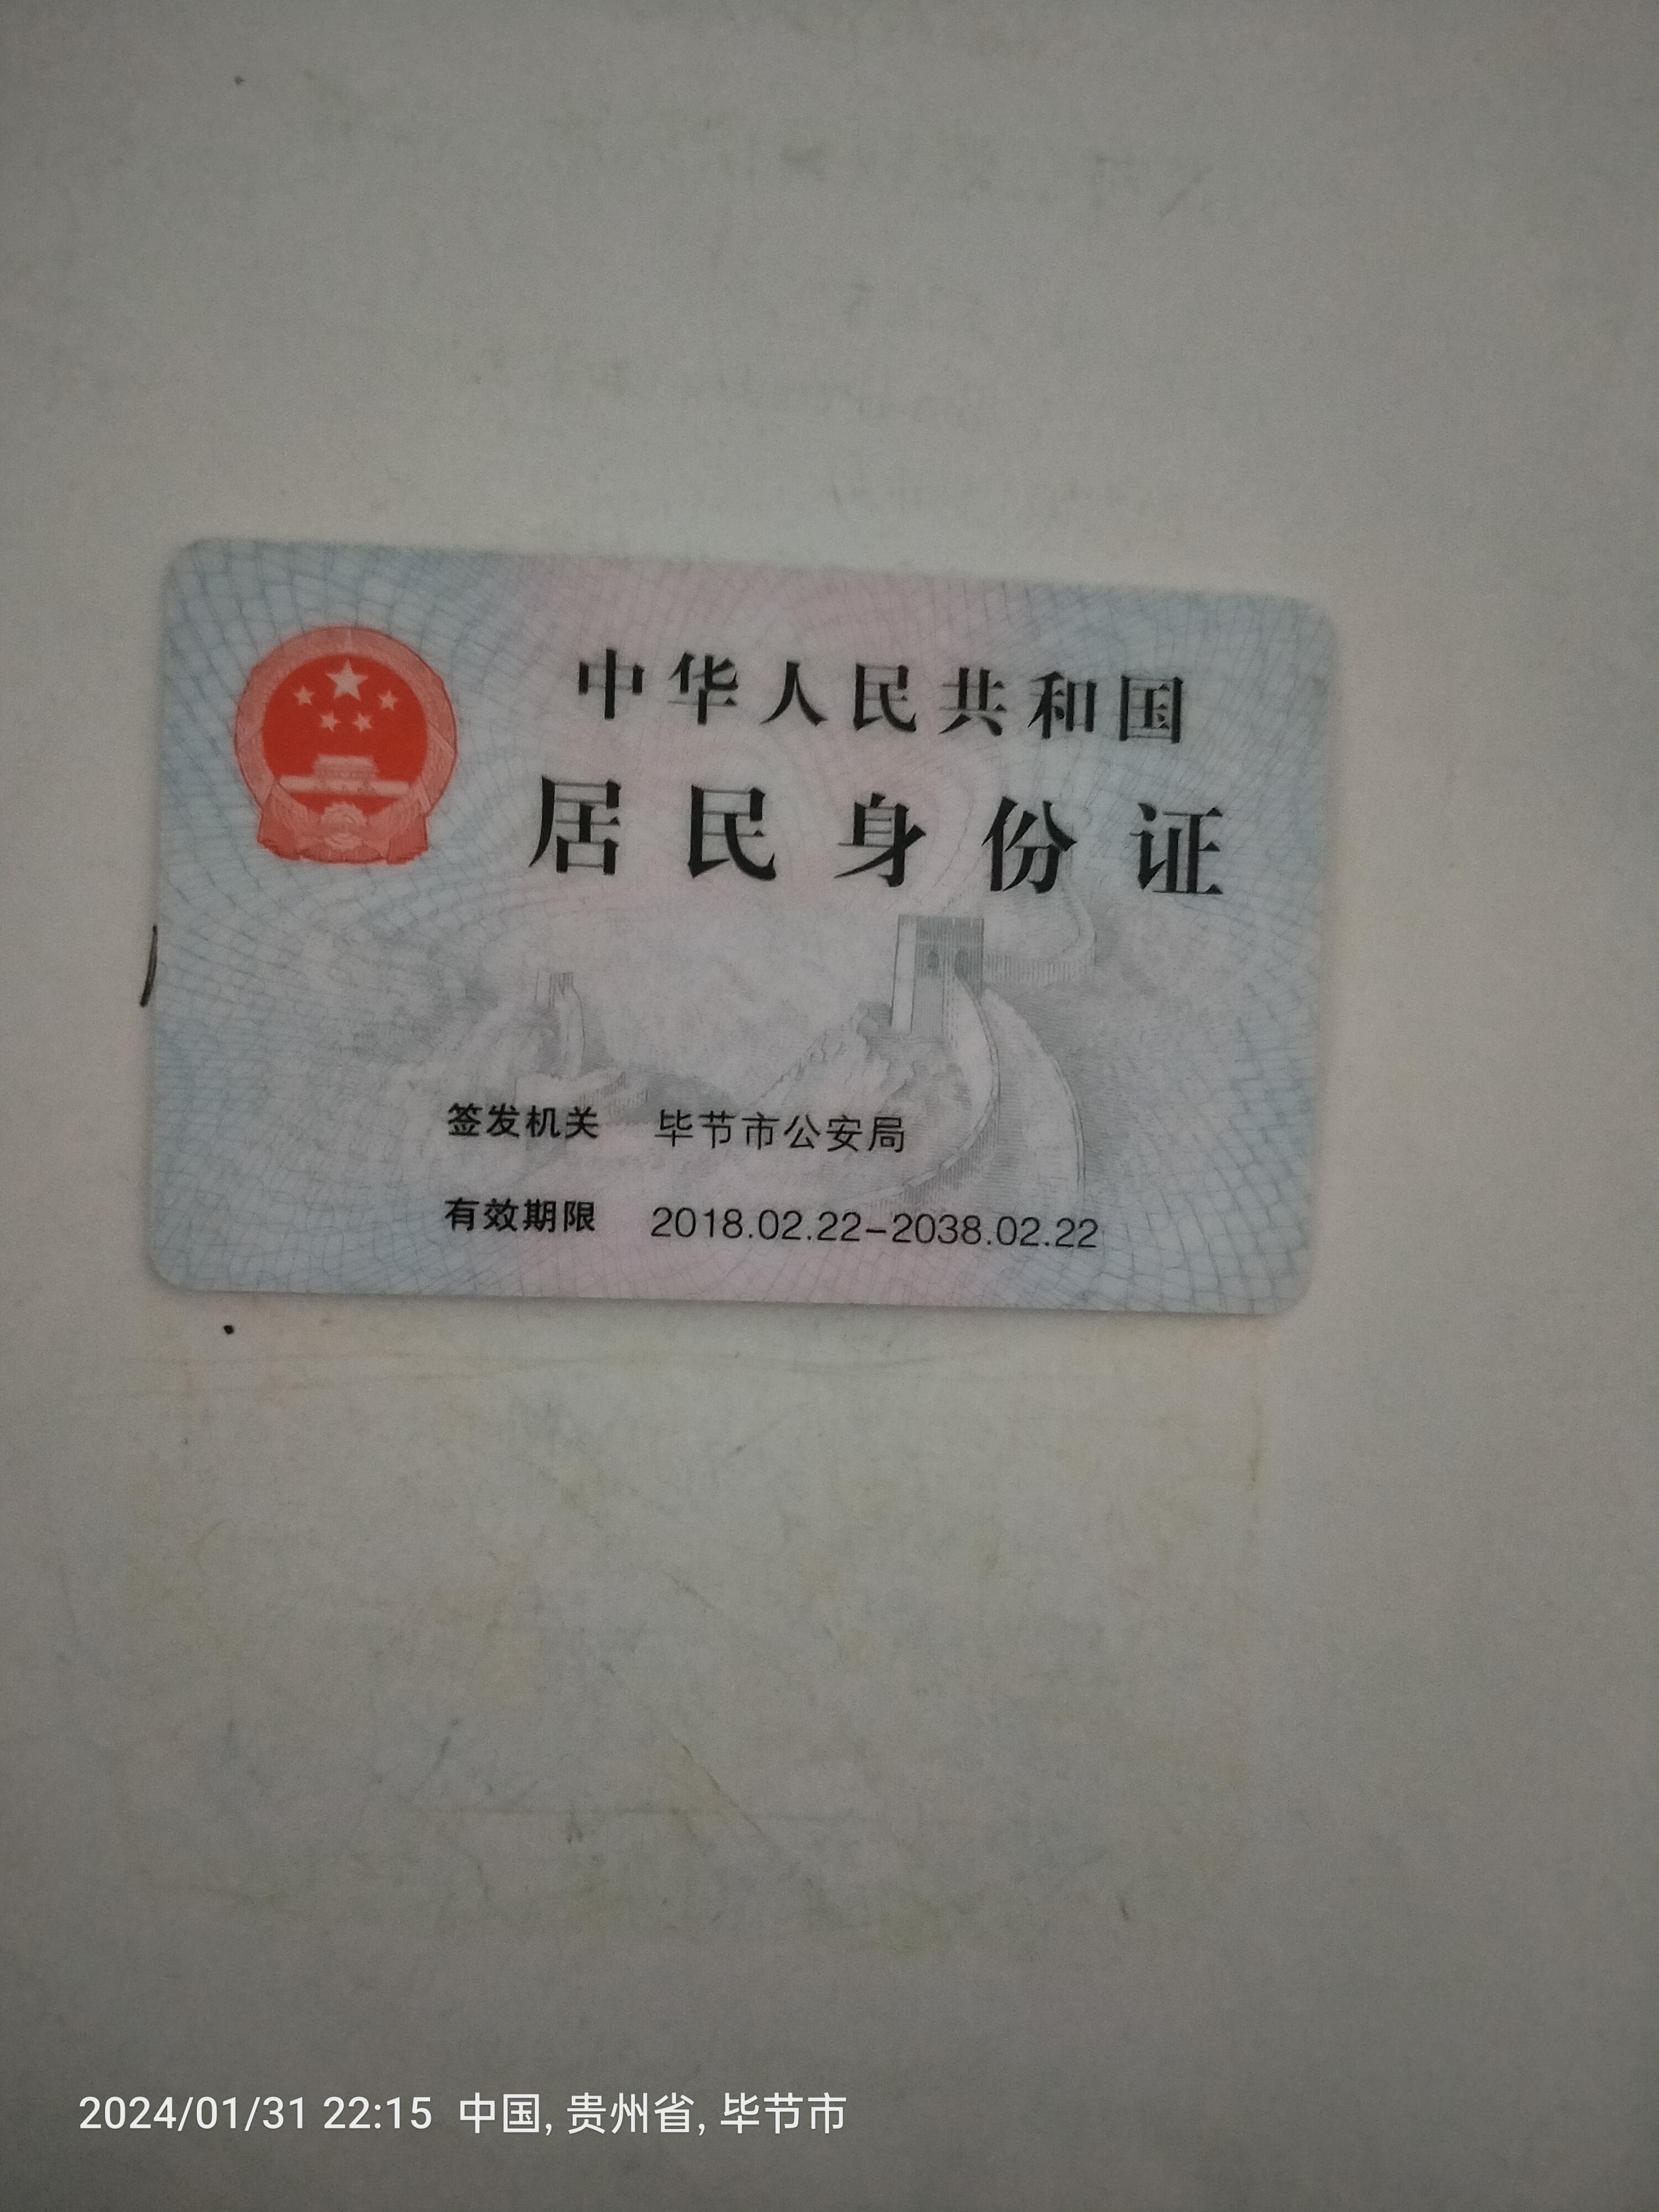 中华人民共和国
居民身份证
签发机关 毕节市公安局
有效期限 2018.02.22-2038.02.22
2024/01/31 22:15 中国, 贵州省, 毕节市